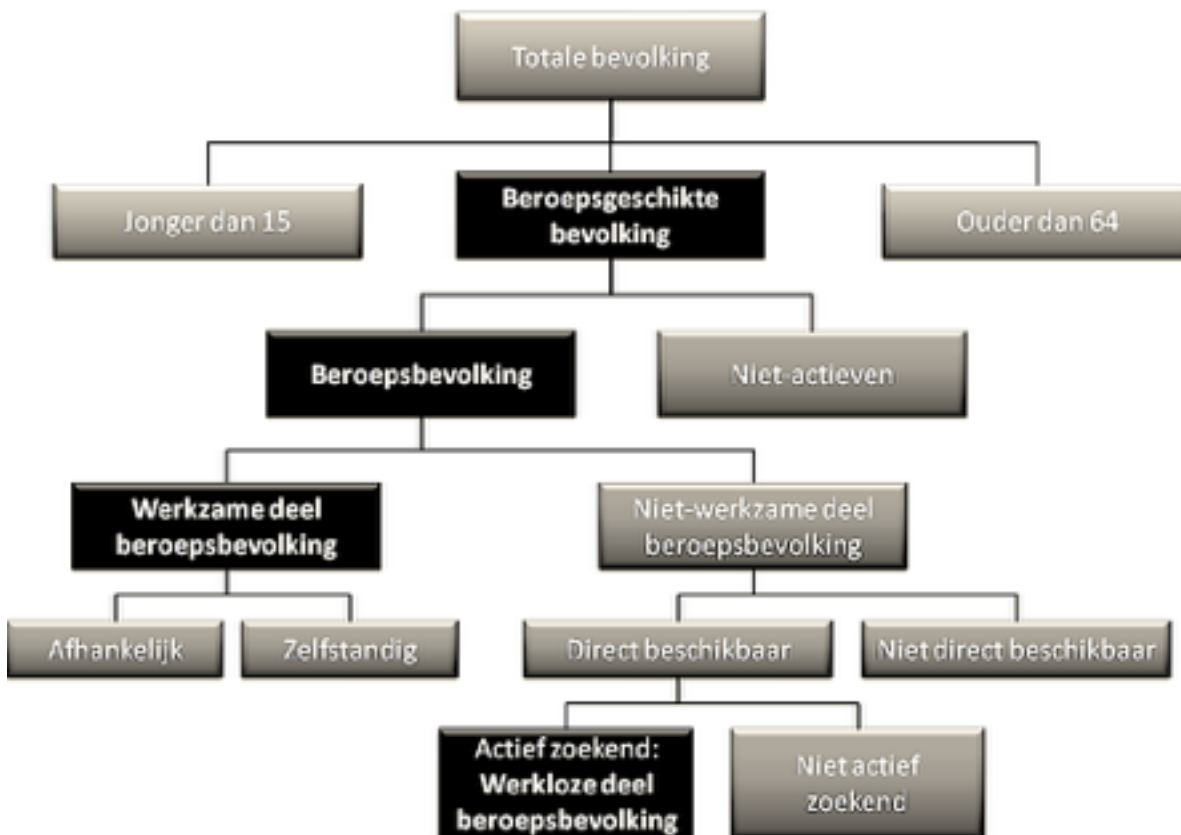 Totale bevolking
Jonger dan 15
Beroepsgeschikte
bevolking
Ouder dan 64
Beroepsbevolking
Niet-actieven
Werkzame deel
beroepsbevolking
Niet-werkzame deel
beroepsbevolking
Afhankelijk
Zelfstandig
Direct beschikbaar
Niet direct beschikbaar
Actief zoekend:
Werkloze deel
beroepsbevolking
Niet actief
zoekend